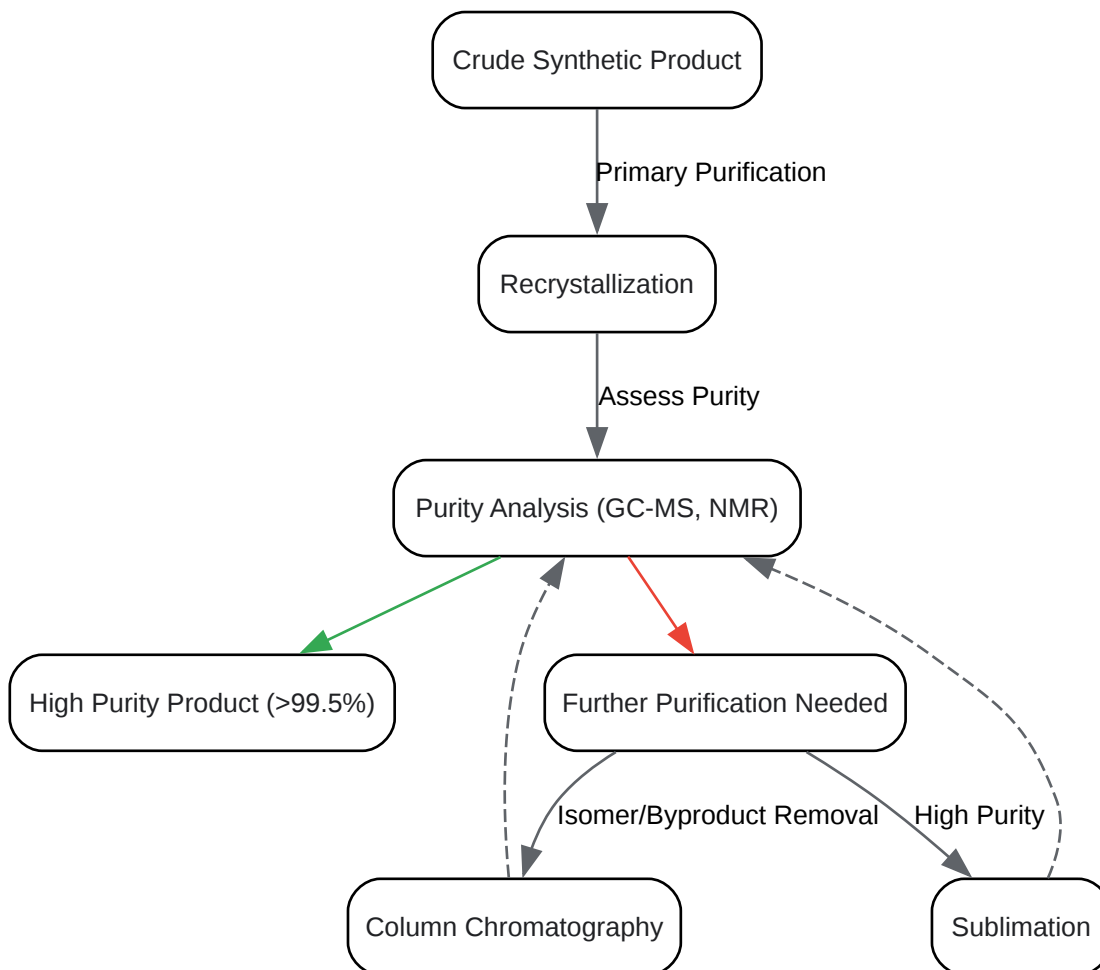 Crude Synthetic Product
Primary Purification
Recrystallization
Assess Purity
Purity Analysis (GC-MS, NMR)
High Purity Product (>99.5%)
Further Purification Needed
Isomer/Byproduct Removal
High Purity
Column Chromatography
Sublimation